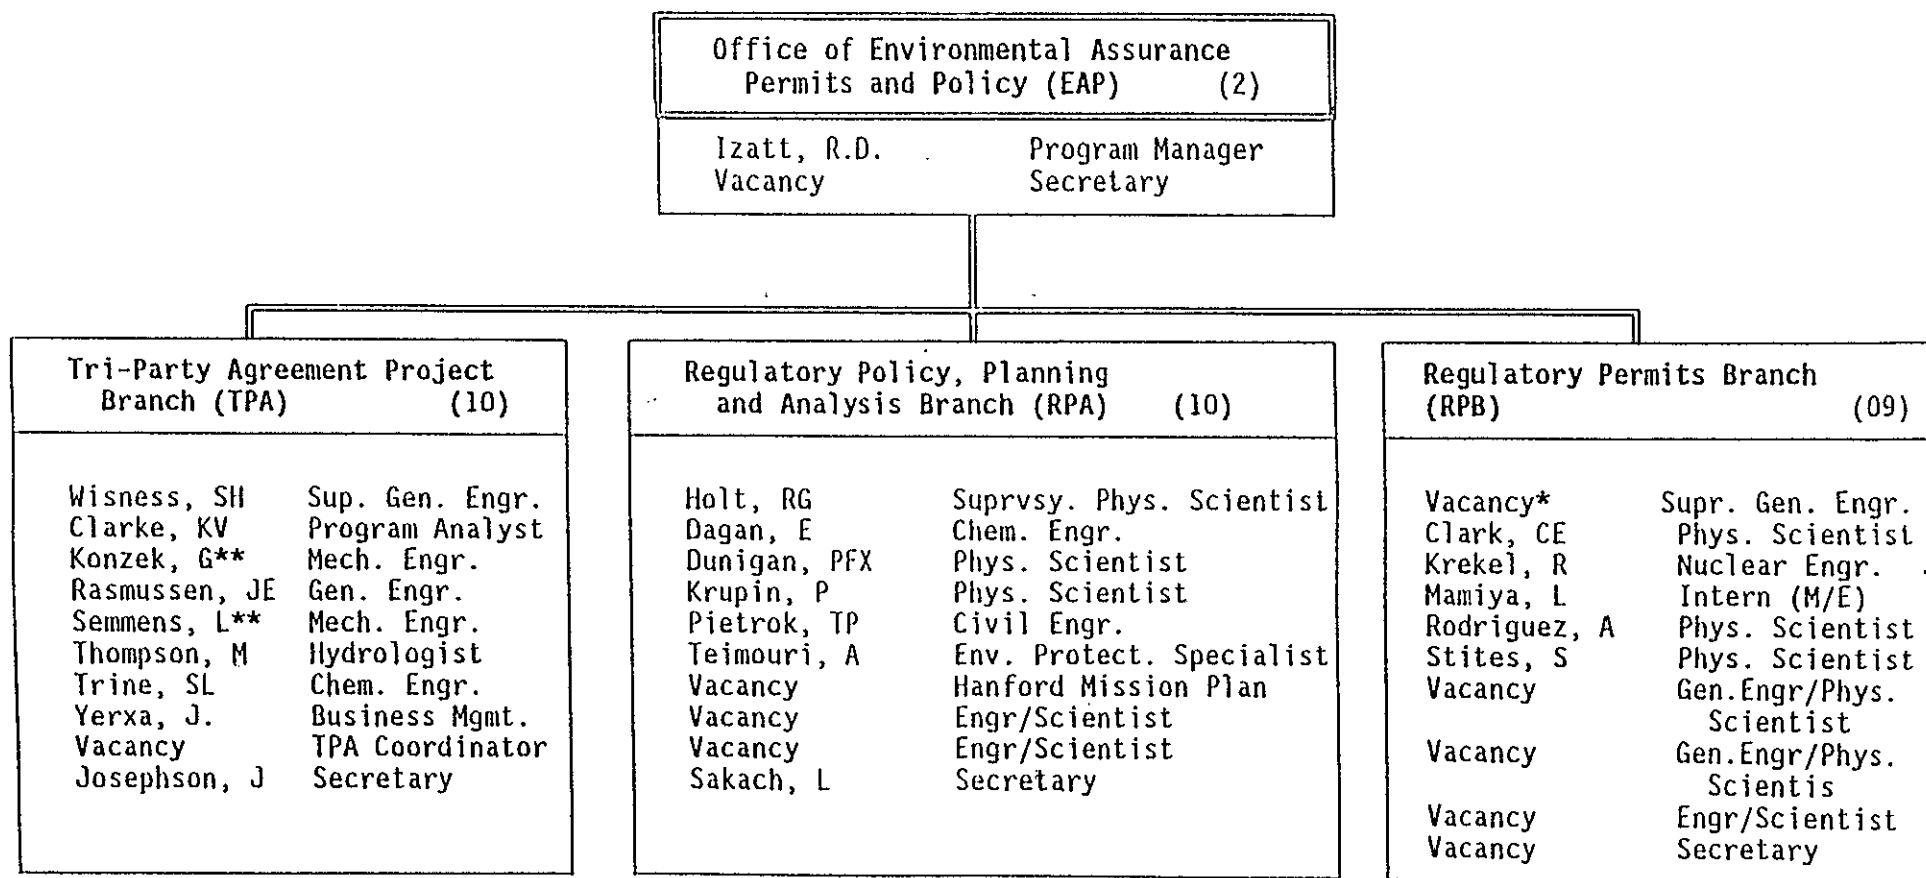 Office of Environmental Assurance
Permits and Policy (EAP) (2)
Izatt, R.D. Program Manager
Vacancy Secretary
Tri-Party Agreement Project
Branch (TPA) (10)
Wisness, SH Sup. Gen. Engr.
Clarke, KV Program Analyst
Konzek, G** Mech. Engr.
Rasmussen, JE Gen. Engr.
Semmens, L** Mech. Engr.
Thompson, M Hydrologist
Trine, SL Chem. Engr.
Yerxa, J. Business Mgmt.
Vacancy TPA Coordinator
Josephson, J Secretary
Regulatory Policy, Planning
and Analysis Branch (RPA) (10)
Holt, RG Suprvsy. Phys. Scientist
Dagan, E Chem. Engr.
Dunigan, PFX Phys. Scientist
Krupin, P Phys. Scientist
Pietrok, TP Civil Engr.
Teimouri, A Env. Protect. Specialist
Vacancy Hanford Mission Plan
Vacancy Engr/Scientist
Vacancy Engr/Scientist
Sakach, L Secretary
Regulatory Permits Branch
(RPB) (09)
Vacancy* Supr. Gen. Engr.
Clark, CE Phys. Scientist
Krekel, R Nuclear Engr.
Mamiya, L Intern (M/E)
Rodriguez, A Phys. Scientist
Stites, S Phys. Scientist
Vacancy Gen.Engr/Phys.
Scientist
Vacancy Gen.Engr/Phys.
Scientis
Vacancy Engr/Scientist
Vacancy Secretary